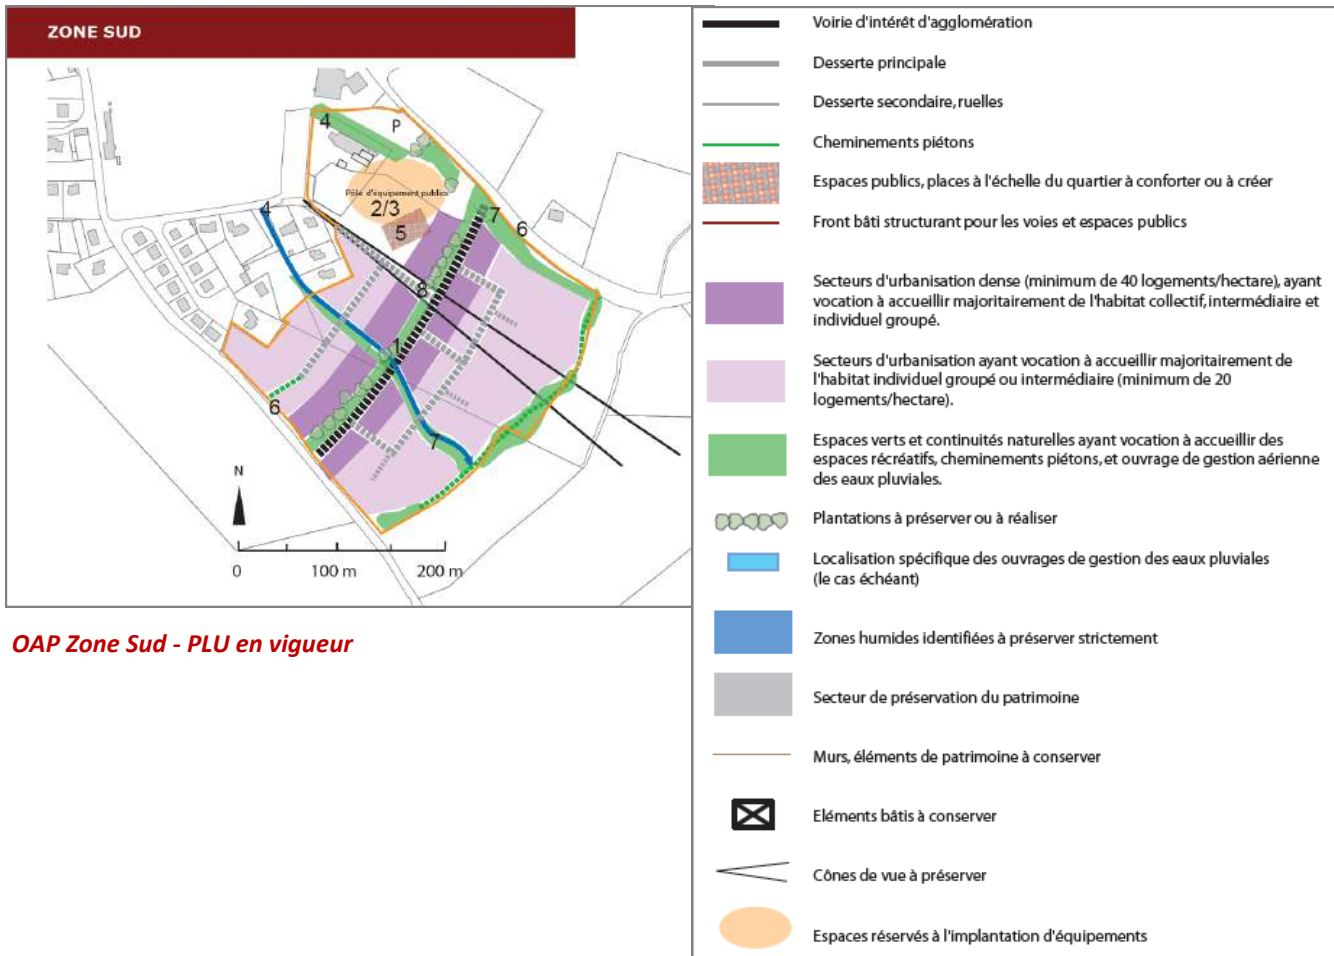 ZONE SUD
4
P
Pôle d'équipement publics
2/3
5
4
7
6
8
1
6
7
N
0
100 m
200 m
OAP Zone Sud - PLU en vigueur
Voirie d'intérêt d'agglomération
Desserte principale
Desserte secondaire, ruelles
Cheminements piétons
Espaces publics, places à l'échelle du quartier à conforter ou à créer
Front bâti structurant pour les voies et espaces publics
Secteurs d'urbanisation dense (minimum de 40 logements/hectare), ayant
vocation à accueillir majoritairement de l'habitat collectif, intermédiaire et
individuel groupé.
Secteurs d'urbanisation ayant vocation à accueillir majoritairement de
l'habitat individuel groupé ou intermédiaire (minimum de 20
logements/hectare).
Espaces verts et continuités naturelles ayant vocation à accueillir des
espaces récréatifs, cheminements piétons, et ouvrage de gestion aérienne
des eaux pluviales.
Plantations à préserver ou à réaliser
Localisation spécifique des ouvrages de gestion des eaux pluviales
(le cas échéant)
Zones humides identifiées à préserver strictement
Secteur de préservation du patrimoine
Murs, éléments de patrimoine à conserver
Eléments bâtis à conserver
Cônes de vue à préserver
Espaces réservés à l'implantation d'équipements